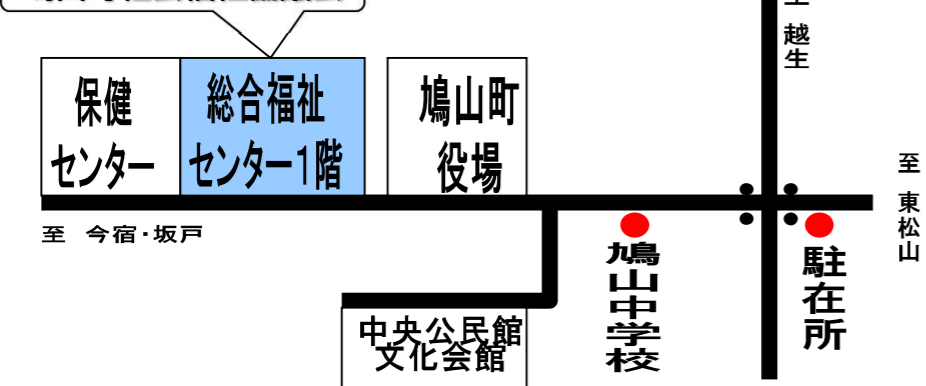 至 越生
保健
センター
総合福祉
センター1階
鳩山町
役場
至 東松山
至 今宿・坂戸
鳩山中学校
駐在所
中央公民館
文化会館